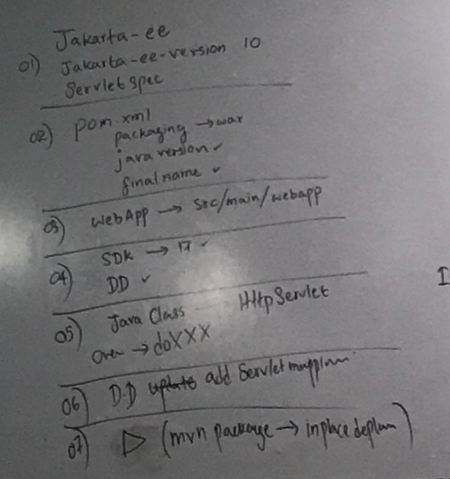 Jakarta-ee
01) Jakarta-ee-version 10
Servlet spec
02) pom.xml
packaging → war
java version ✓
final name ✓
03) WebApp → src/main/webapp
04) SDK → 17 ✓
DD ✓
05) Java Class HttpServlet
Over → doXXX
I
06) D.D update add Servlet mapping
07) ▷ (mvn package → inplace deploy)